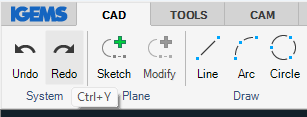 IGEMS CAD TOOLS CAM
Undo Redo Sketch Modify Line Arc Circle
System Ctrl+Y Plane Draw